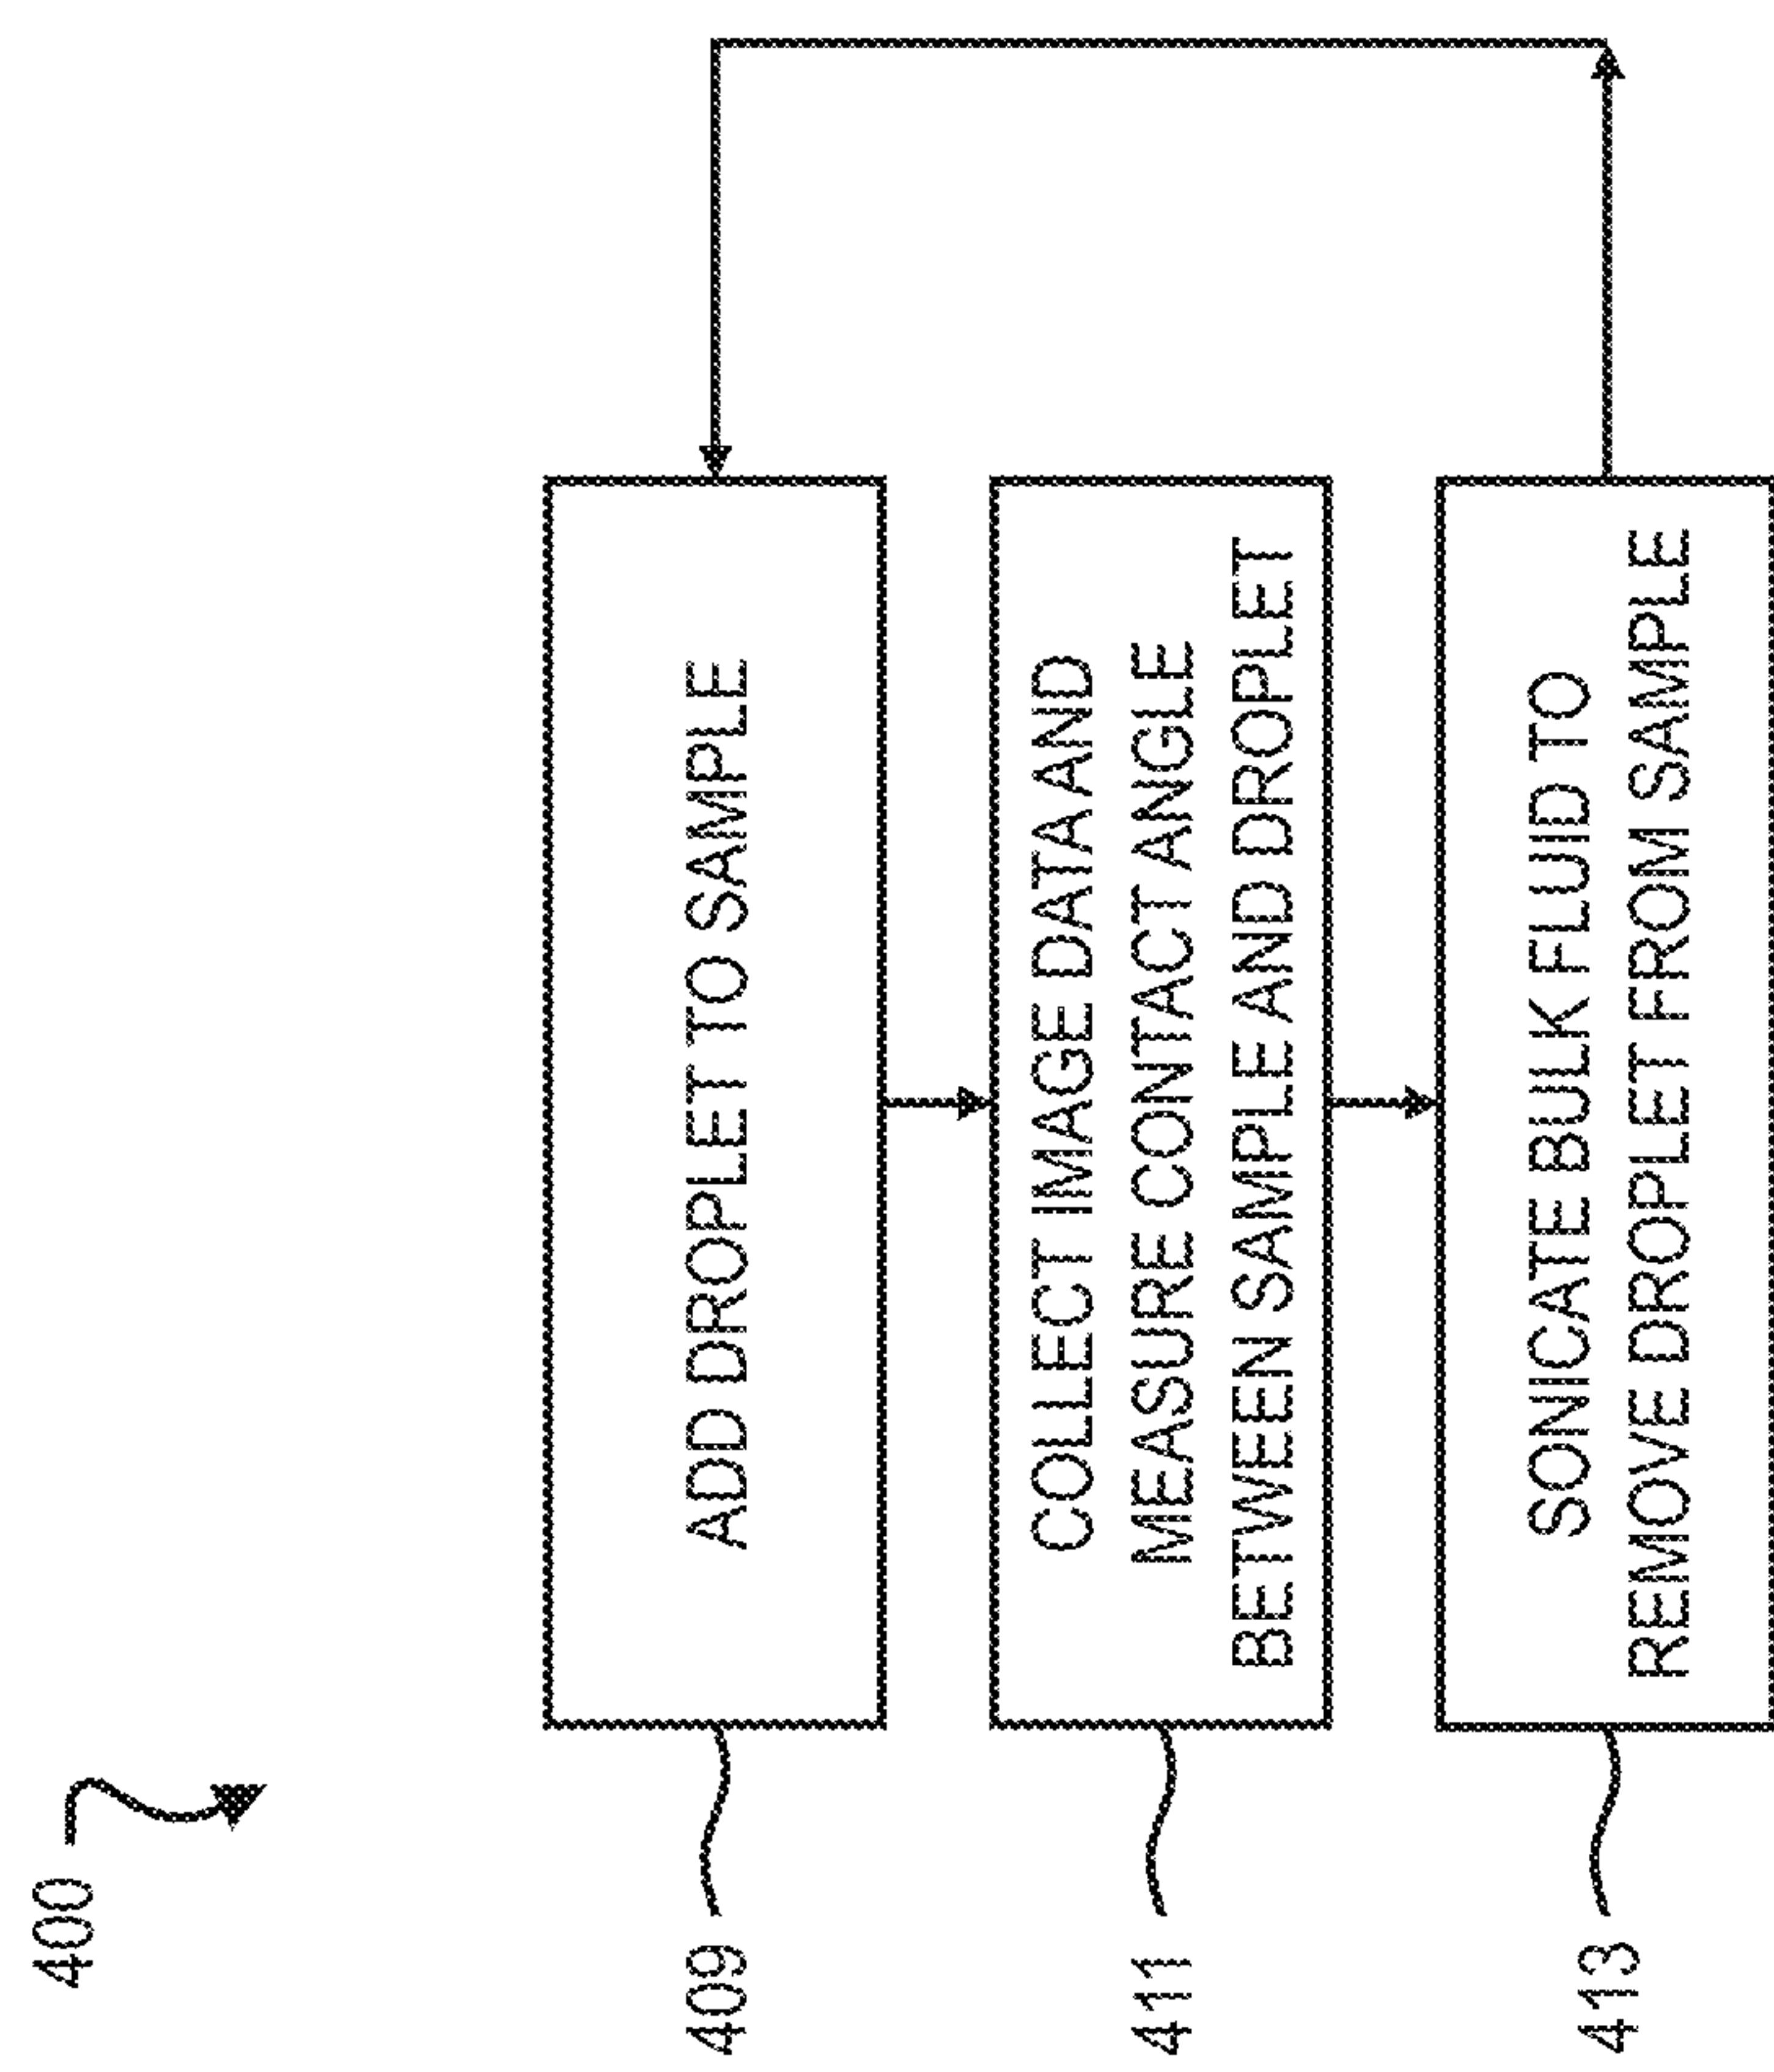 400
409
ADD DROPLET TO SAMPLE
411
COLLECT IMAGE DATA AND
MEASURE CONTACT ANGLE
BETWEEN SAMPLE AND DROPLET
413
SONICATE BULK FLUID TO
REMOVE DROPLET FROM SAMPLE